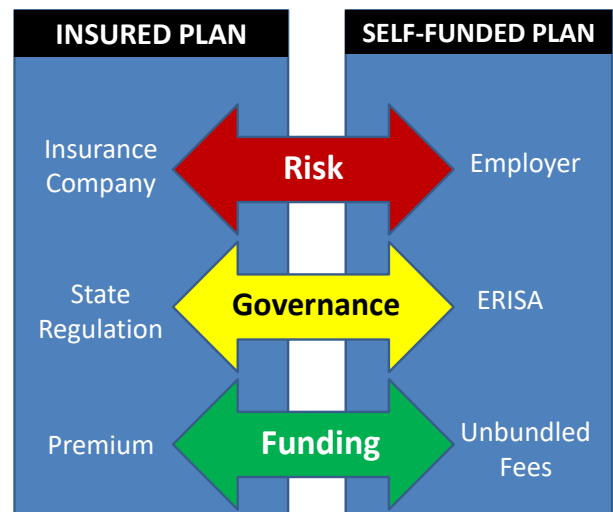 INSURED PLAN
SELF-FUNDED PLAN
Insurance
Company
Risk
Employer
State
Regulation
Governance
ERISA
Premium
Funding
Unbundled
Fees